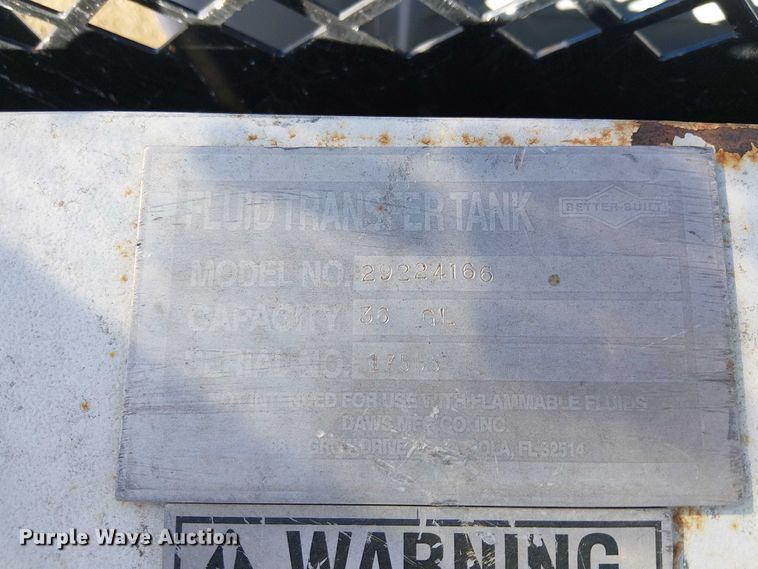 FLUID TRANSFER TANK
BETTER BUILT
MODEL NO. 29224166
CAPACITY 36 GL
SERIAL NO.
NOT INTENDED FOR USE WITH FLAMMABLE FLUIDS
DAWS MFG CO. INC.
DRIVE FL 32514
WARNING
Purple Wave Auction